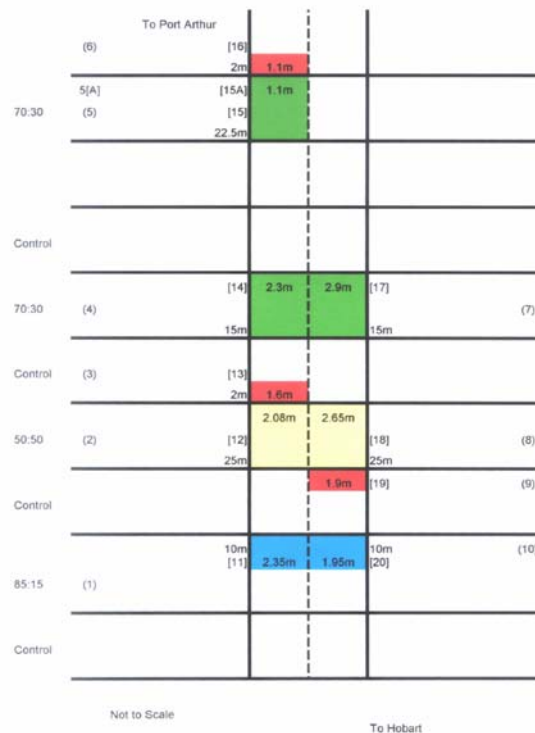 To Port Arthur
(6) [16]
2m 1.1m
5[A] [15A] 1.1m
70:30 (5) [15]
22.5m
Control
[14] 2.3m 2.9m [17]
70:30 (4) (7)
15m 15m
Control (3) [13]
2m 1.6m
2.08m 2.65m
50:50 (2) [12] [18] (8)
25m 25m
1.9m [19] (9)
Control
10m 10m (10)
[11] 2.35m 1.95m [20]
85:15 (1)
Control
Not to Scale
To Hobart